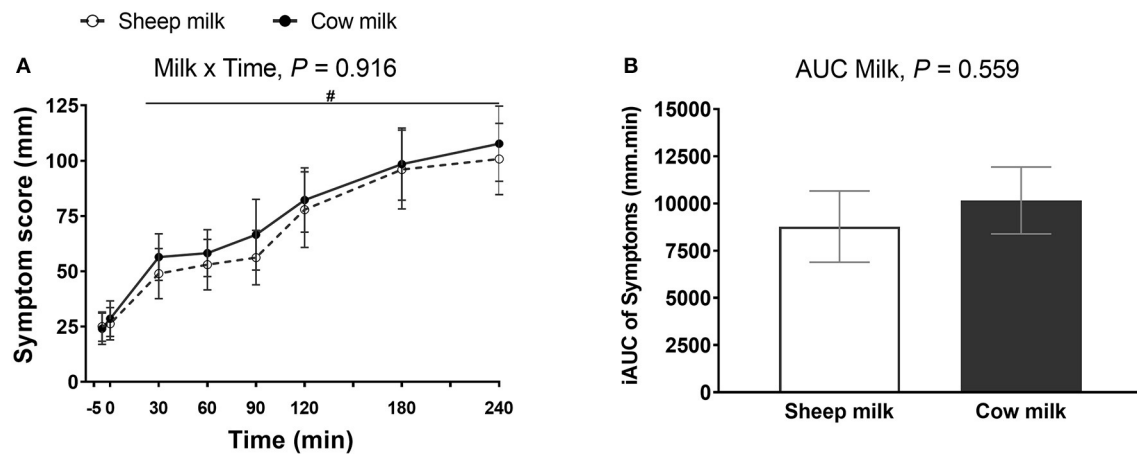 Sheep milk Cow milk
A
Milk x Time, P = 0.916
#
Symptom score (mm)
125
100
75
50
25
0
-5 0 30 60 90 120 180 240
Time (min)
B
AUC Milk, P = 0.559
iAUC of Symptoms (mm.min)
15000
12500
10000
7500
5000
2500
0
Sheep milk Cow milk